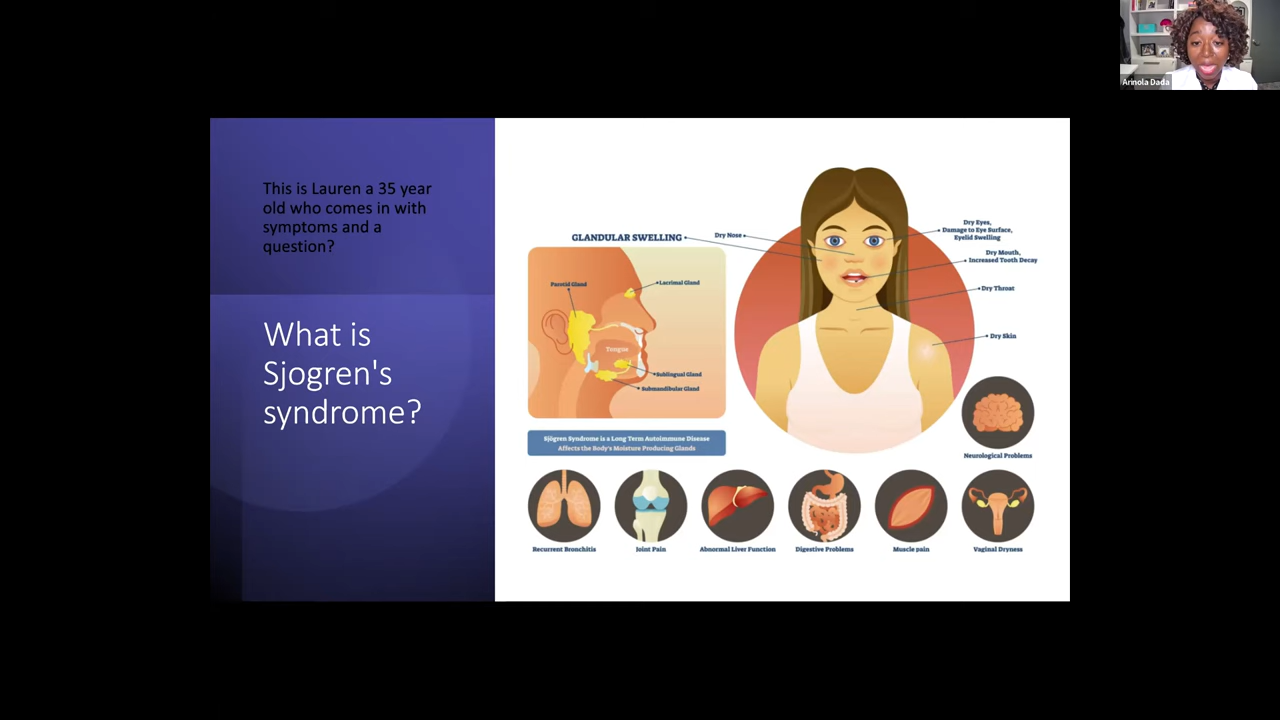 Arinola Dada
This is Lauren a 35 year
old who comes in with
symptoms and a
question?
What is
Sjogren's
syndrome?
GLANDULAR SWELLING
Parotid Gland
Lacrimal Gland
Tongue
Sublingual Gland
Submandibular Gland
Sjögren Syndrome is a Long Term Autoimmune Disease
Affects the Body's Moisture Producing Glands
Dry Nose
Dry Eyes,
Damage to Eye Surface,
Eyelid Swelling
Dry Mouth,
Increased Tooth Decay
Dry Throat
Dry Skin
Neurological Problems
Recurrent Bronchitis
Joint Pain
Abnormal Liver Function
Digestive Problems
Muscle pain
Vaginal Dryness